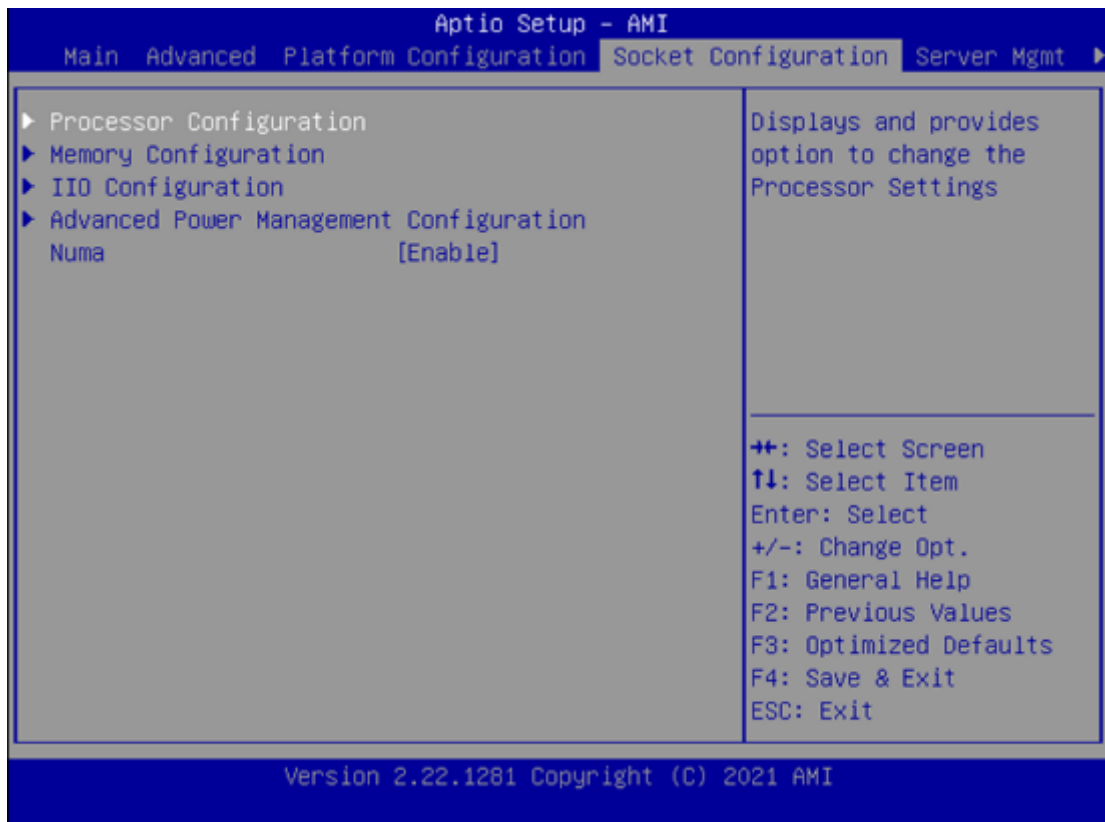 Aptio Setup – AMI
Main Advanced Platform Configuration Socket Configuration Server Mgmt ▶
▶ Processor Configuration
▶ Memory Configuration
▶ IIO Configuration
▶ Advanced Power Management Configuration
Numa [Enable]
Displays and provides
option to change the
Processor Settings
→←: Select Screen
↑↓: Select Item
Enter: Select
+/-: Change Opt.
F1: General Help
F2: Previous Values
F3: Optimized Defaults
F4: Save & Exit
ESC: Exit
Version 2.22.1281 Copyright (C) 2021 AMI